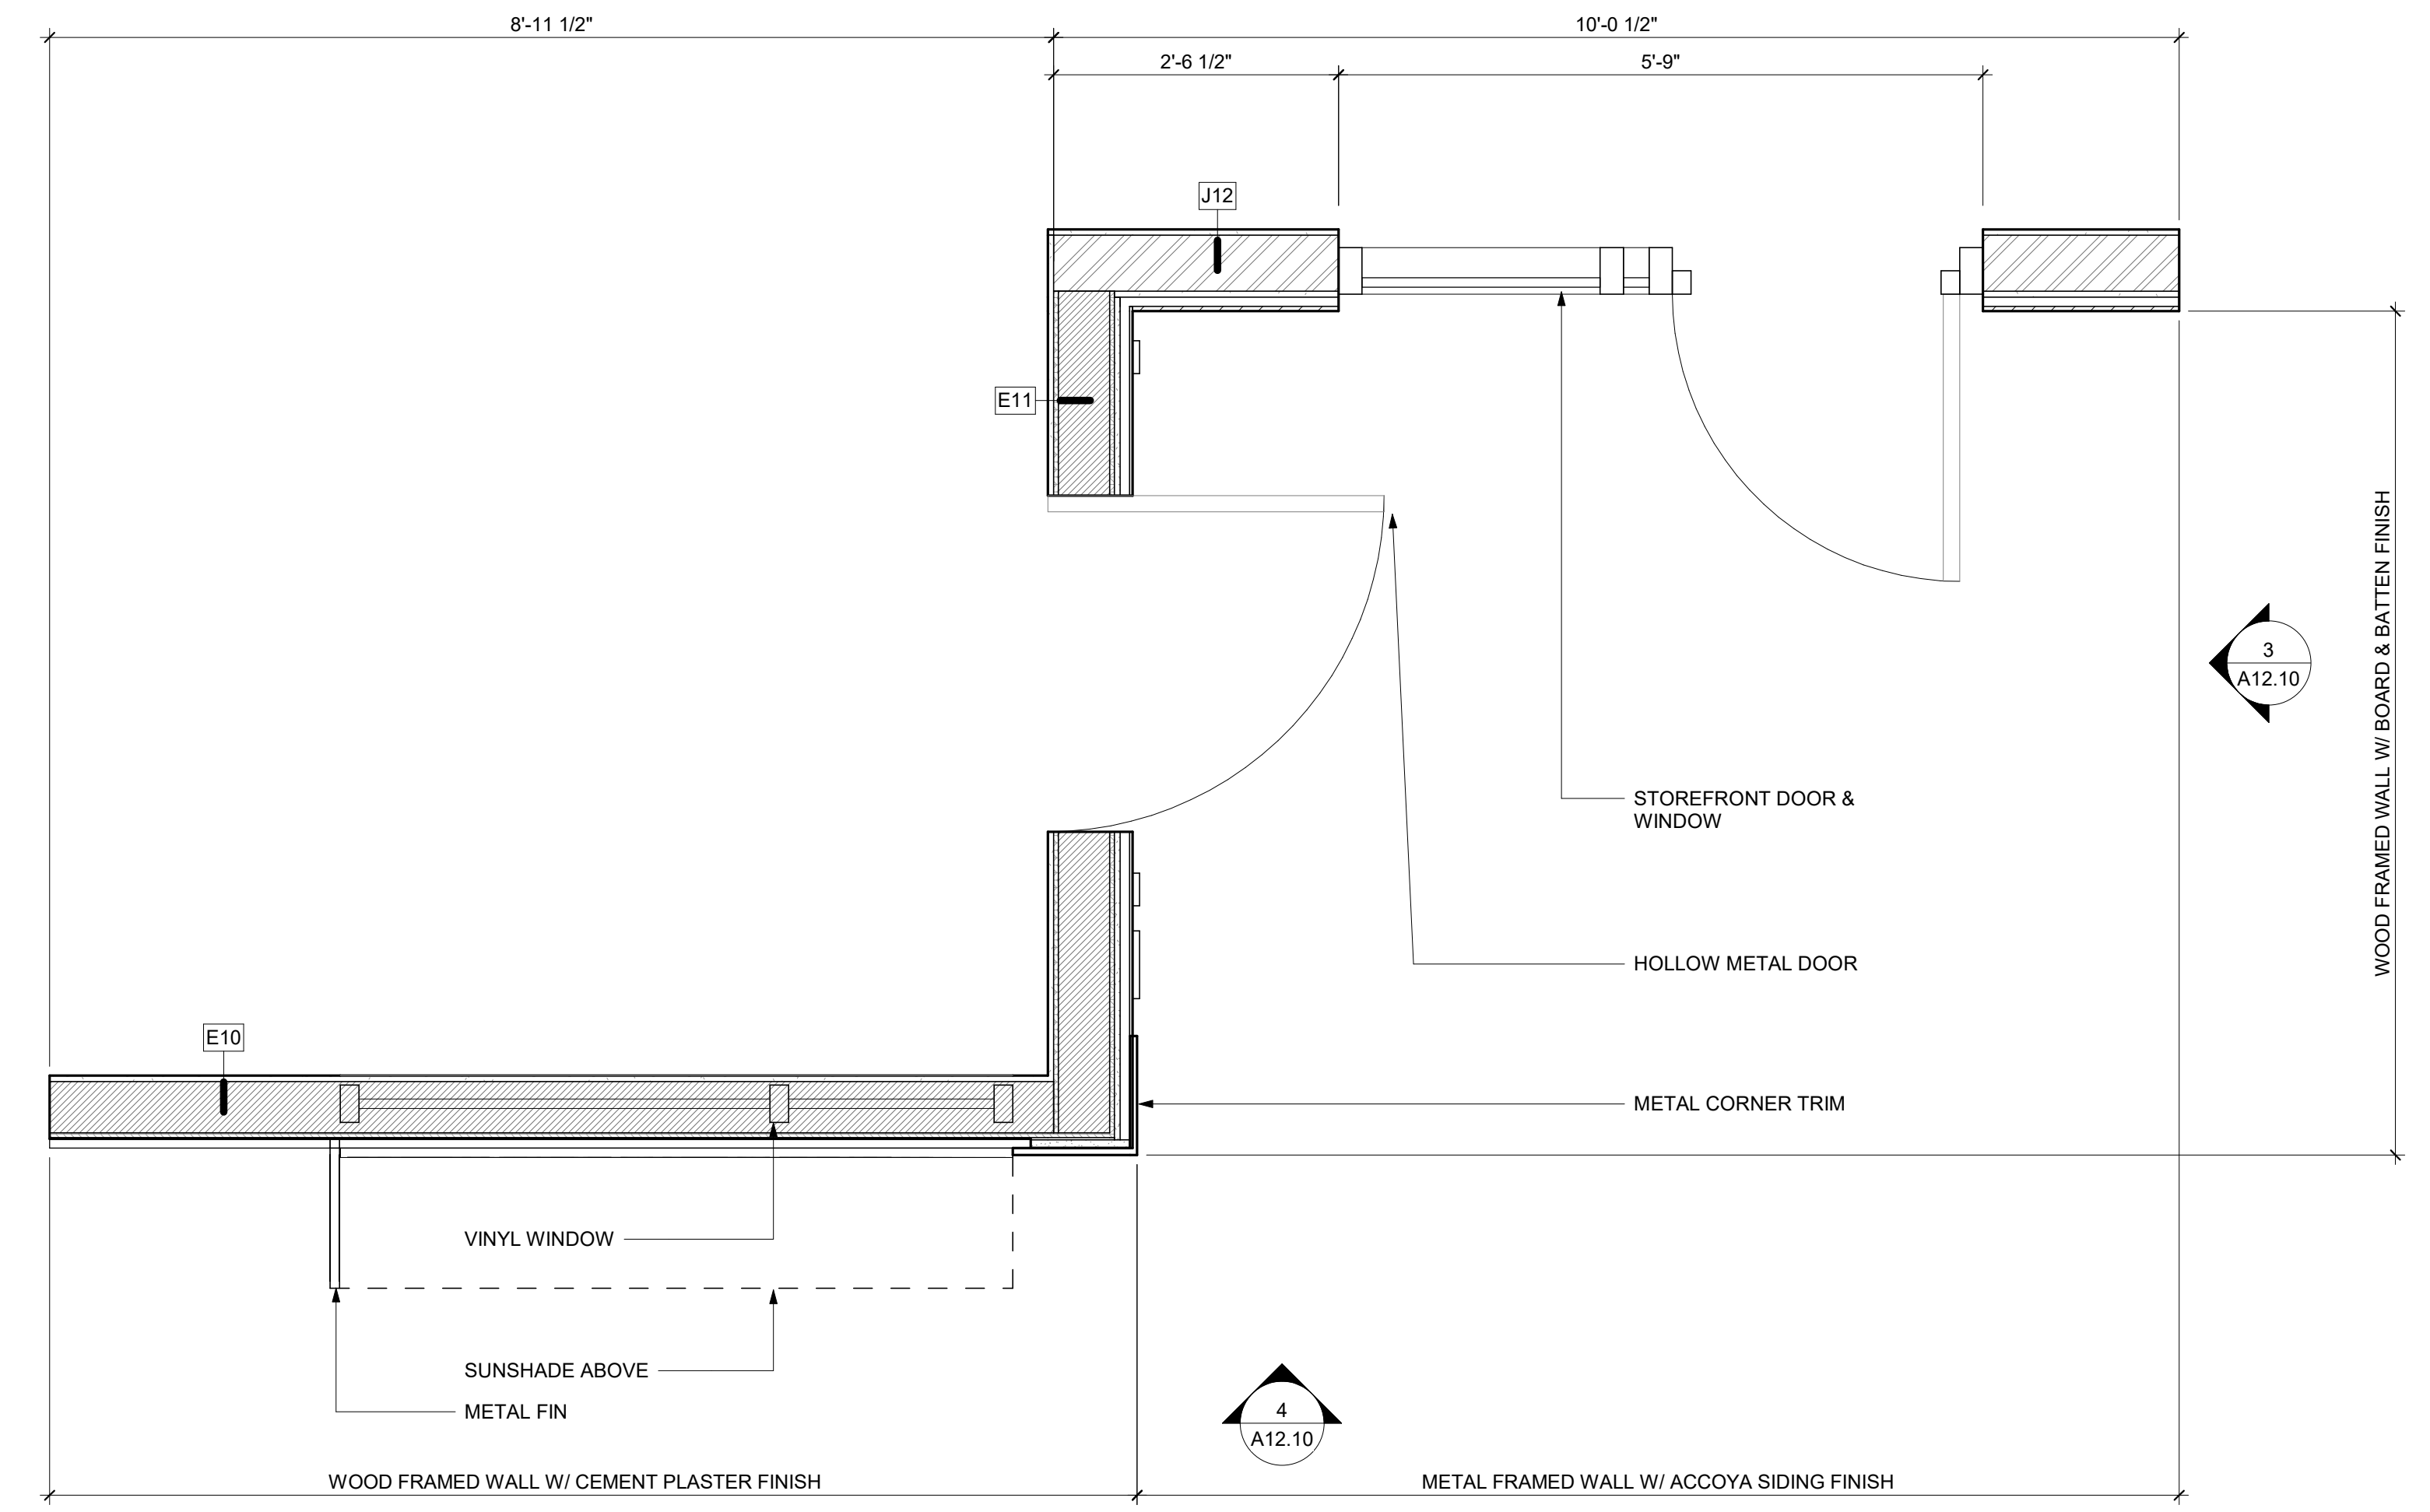 8'-11 1/2"
10'-0 1/2"
2'-6 1/2"
5'-9"
J12
E11
WOOD FRAMED WALL W/ BOARD & BATTEN FINISH
3
A12.10
STOREFRONT DOOR &
WINDOW
HOLLOW METAL DOOR
E10
METAL CORNER TRIM
VINYL WINDOW
SUNSHADE ABOVE
METAL FIN
4
A12.10
WOOD FRAMED WALL W/ CEMENT PLASTER FINISH
METAL FRAMED WALL W/ ACCOYA SIDING FINISH